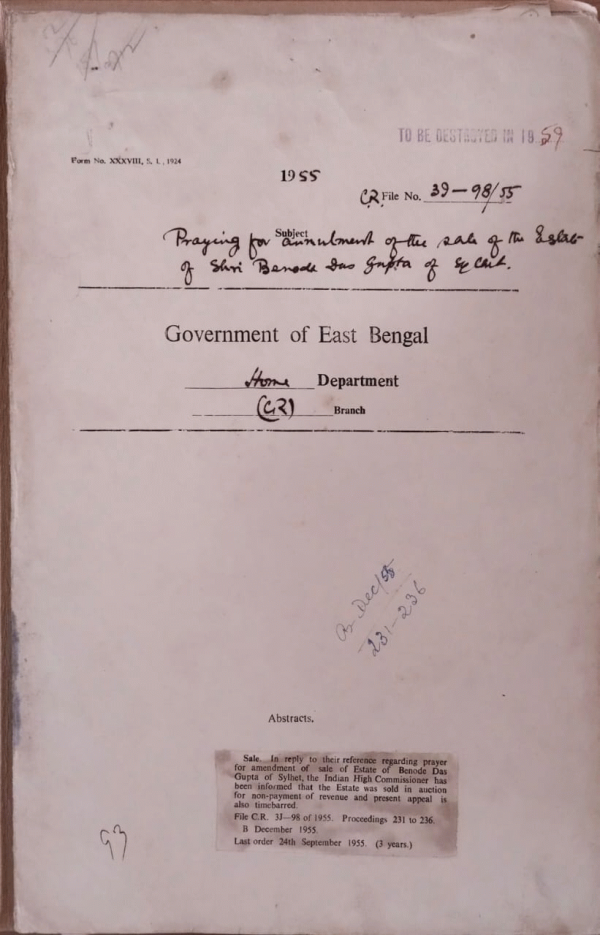 TO BE DESTROYED IN 1959
Form No. XXXVIII, S. I., 1924
1955
C.R. File No. 3J—98/55
Subject
Praying for annulment of the sale of the Estate
of Shri Benode Das Gupta of Sylhet.
Government of East Bengal
Home Department
(CR) Branch
B. Dec/55
231-236
Abstracts.
Sale. In reply to their reference regarding prayer
for amendment of sale of Estate of Benode Das
Gupta of Sylhet, the Indian High Commissioner has
been informed that the Estate was sold in auction
for non-payment of revenue and present appeal is
also timebarred.
File C.R. 3J—98 of 1955. Proceedings 231 to 236.
B December 1955.
Last order 24th September 1955. (3 years.)